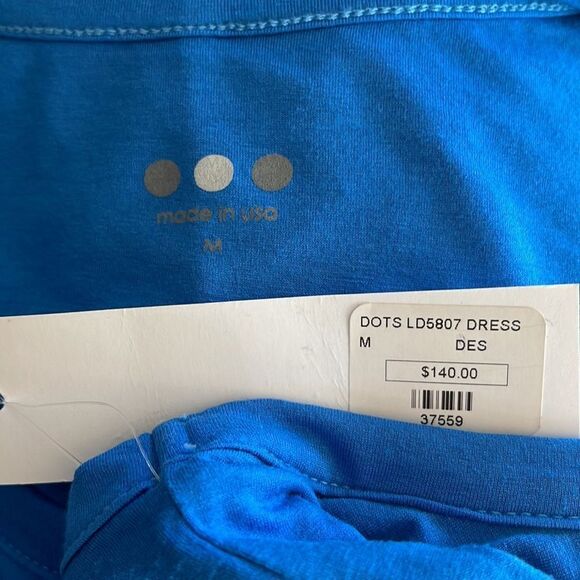 made in usa
M
DOTS LD5807 DRESS
M DES
$140.00
37559